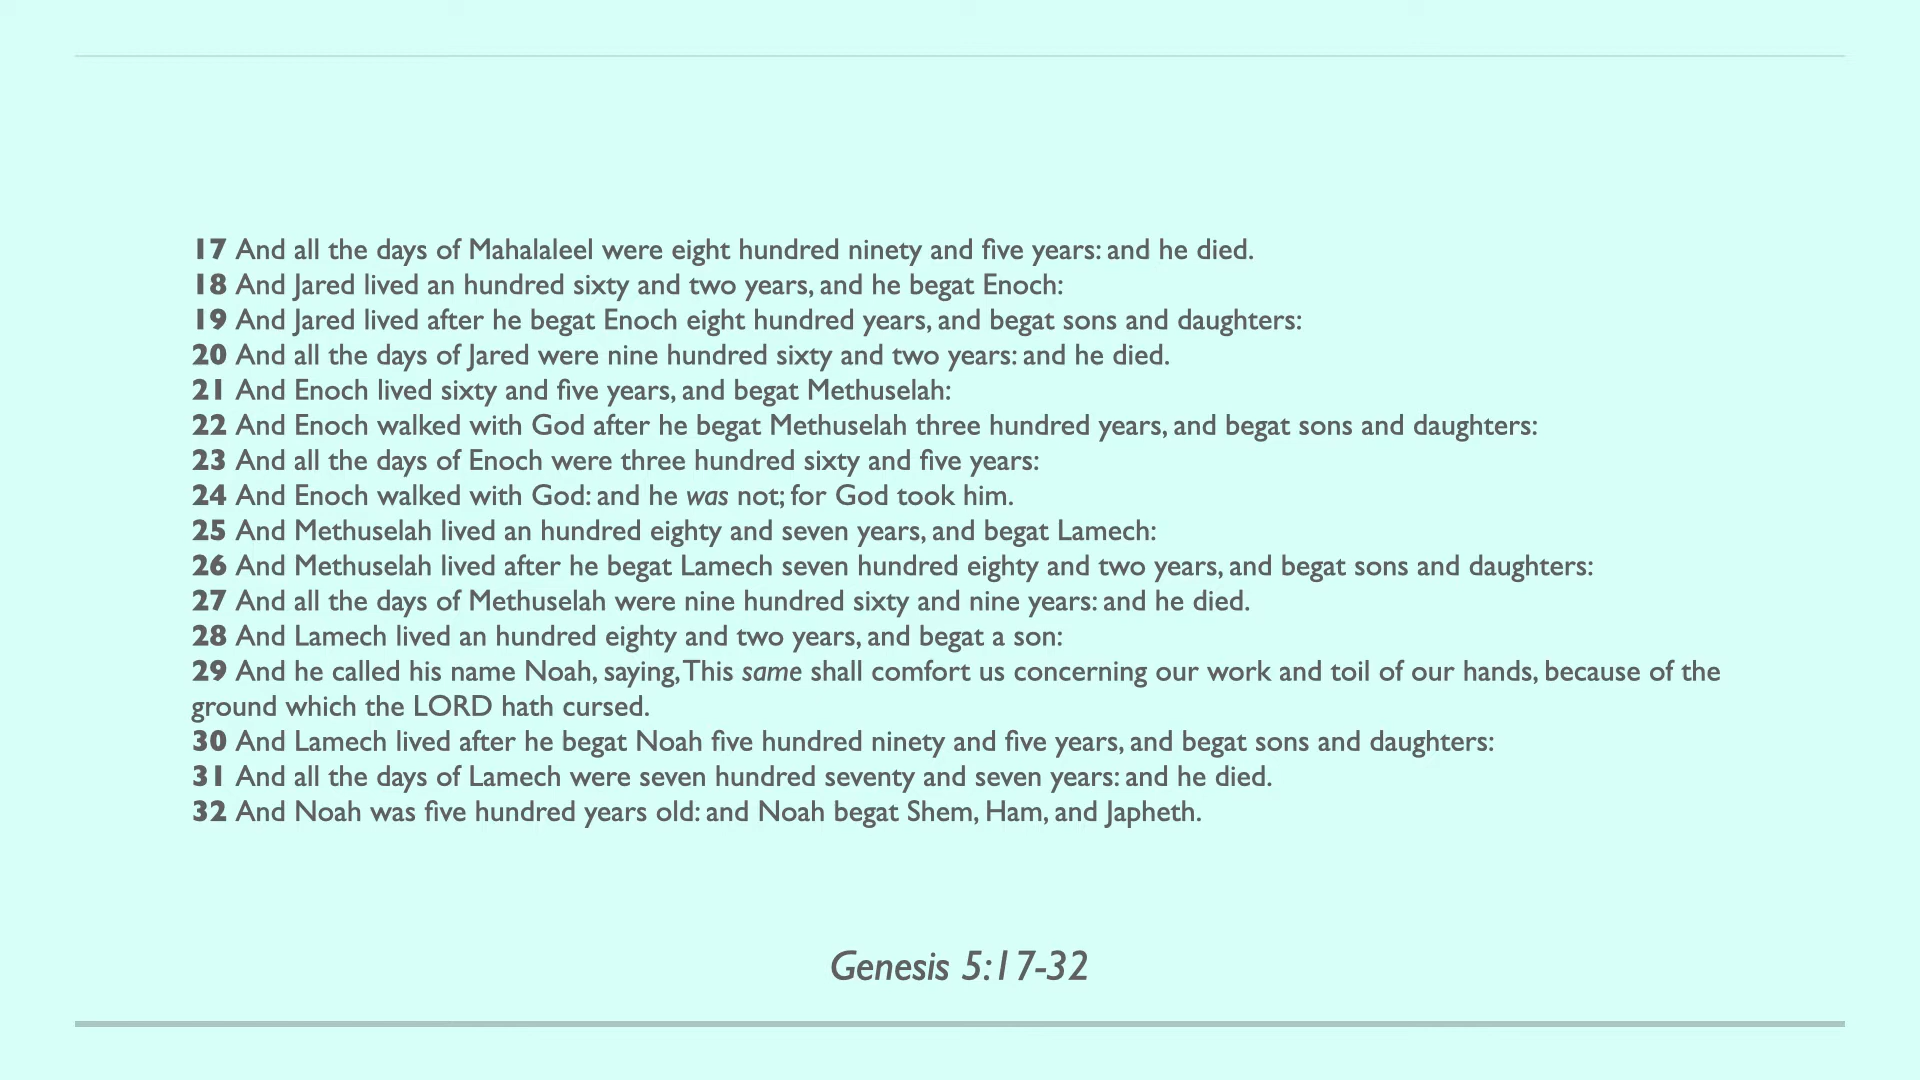 17 And all the days of Mahalaleel were eight hundred ninety and five years: and he died.
18 And Jared lived an hundred sixty and two years, and he begat Enoch:
19 And Jared lived after he begat Enoch eight hundred years, and begat sons and daughters:
20 And all the days of Jared were nine hundred sixty and two years: and he died.
21 And Enoch lived sixty and five years, and begat Methuselah:
22 And Enoch walked with God after he begat Methuselah three hundred years, and begat sons and daughters:
23 And all the days of Enoch were three hundred sixty and five years:
24 And Enoch walked with God: and he was not; for God took him.
25 And Methuselah lived an hundred eighty and seven years, and begat Lamech:
26 And Methuselah lived after he begat Lamech seven hundred eighty and two years, and begat sons and daughters:
27 And all the days of Methuselah were nine hundred sixty and nine years: and he died.
28 And Lamech lived an hundred eighty and two years, and begat a son:
29 And he called his name Noah, saying, This same shall comfort us concerning our work and toil of our hands, because of the
ground which the LORD hath cursed.
30 And Lamech lived after he begat Noah five hundred ninety and five years, and begat sons and daughters:
31 And all the days of Lamech were seven hundred seventy and seven years: and he died.
32 And Noah was five hundred years old: and Noah begat Shem, Ham, and Japheth.
Genesis 5:17-32